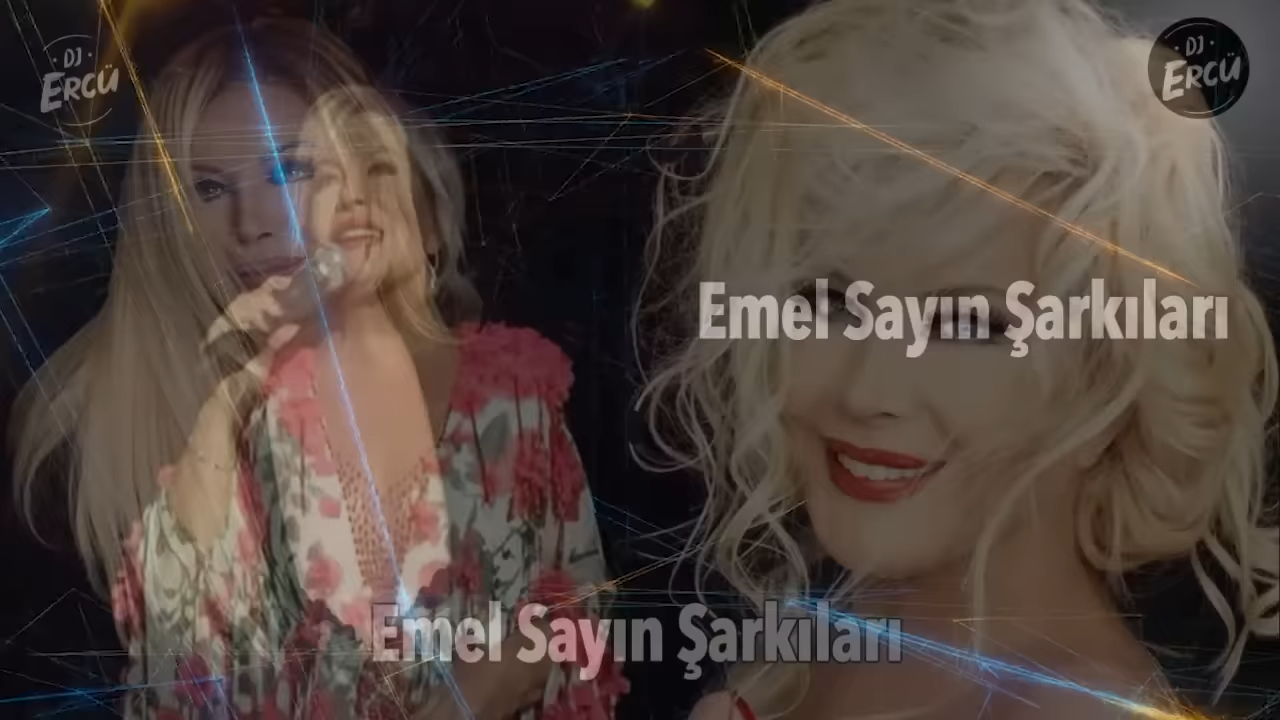 DJ
ERCÜ
DJ
ERCÜ
Emel Sayın Şarkıları
Emel Sayın Şarkıları